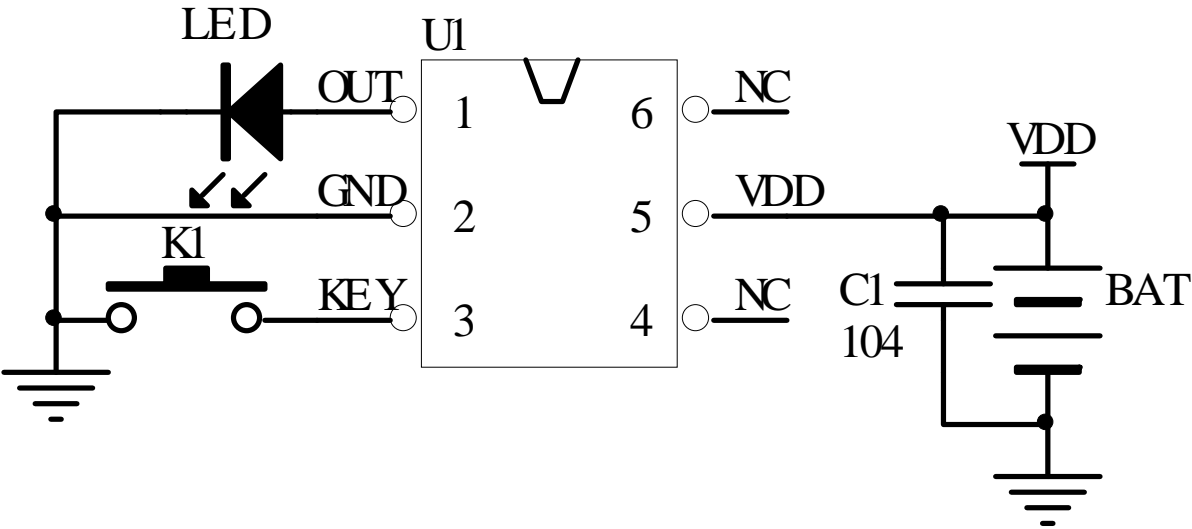 LED
U1
OUT 1 6 NC
VDD
GND 2 5 VDD
K1
C1 BAT
KEY 3 4 NC
104